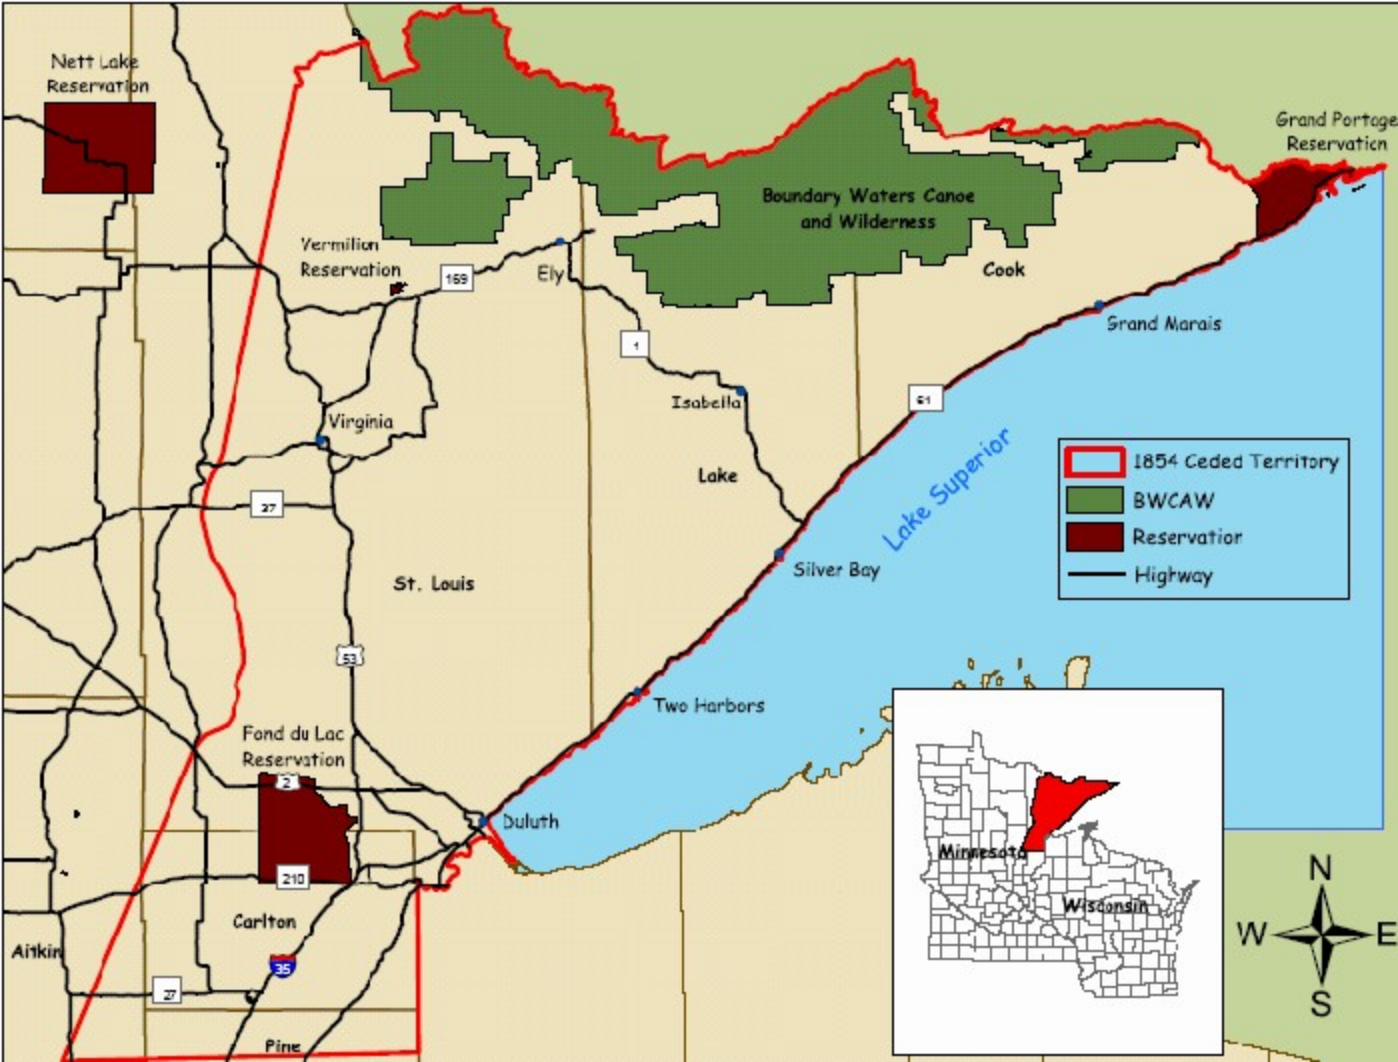 Nett Lake
Reservation
Grand Portage
Reservation
Boundary Waters Canoe
and Wilderness
Vermilion
Reservation
169
Ely
Cook
Grand Marais
1
Isabella
61
Virginia
Lake
Lake Superior
1854 Ceded Territory
BWCAW
Reservation
Highway
37
Silver Bay
St. Louis
53
Two Harbors
Fond du Lac
Reservation
2
Duluth
Minnesota
Wisconsin
210
Carlton
Aitkin
35
27
Pine
N
W
E
S